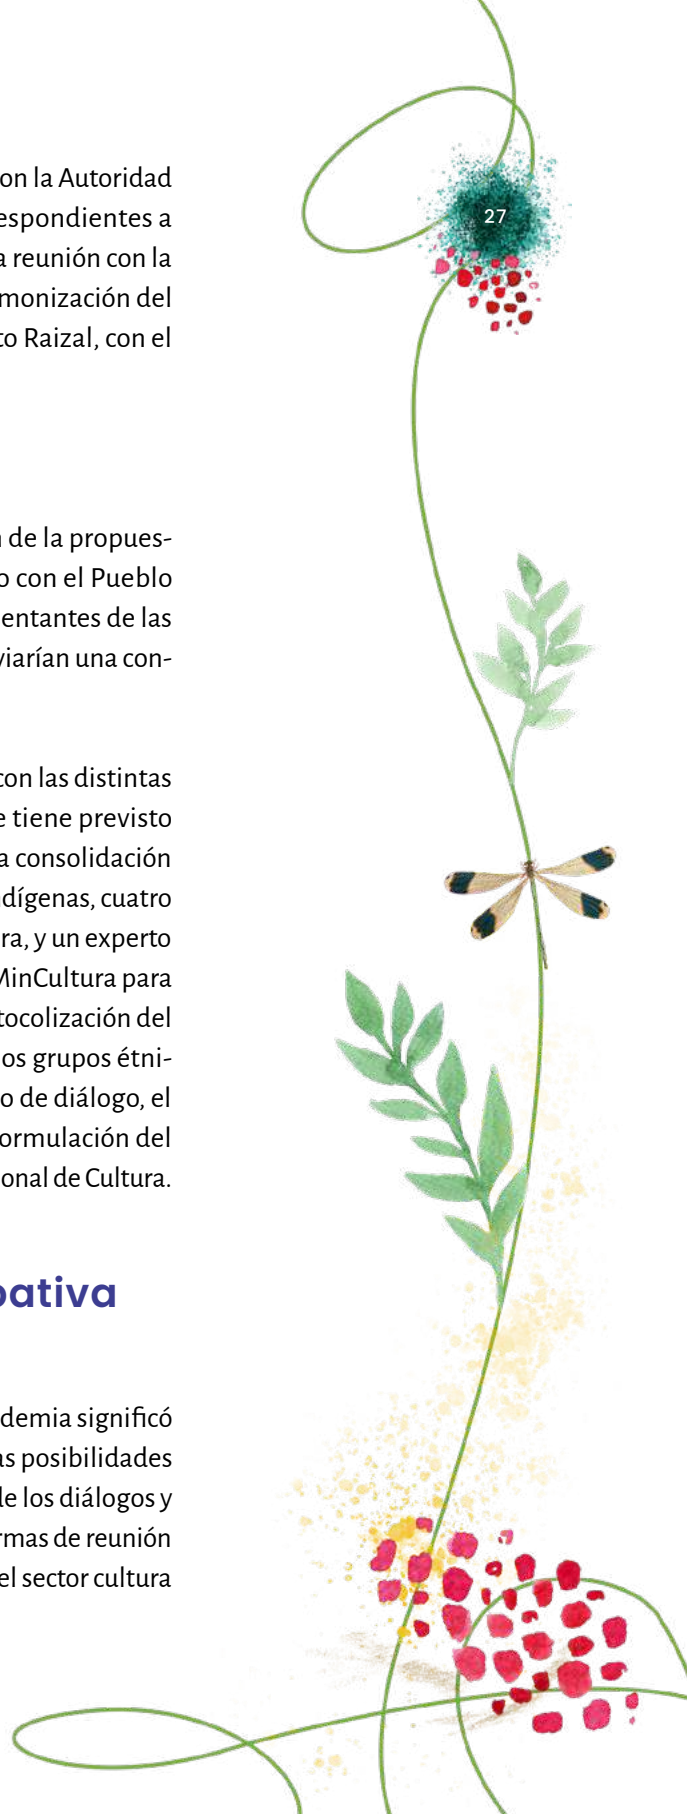 27
on la Autoridad
espondientes a
a reunión con la
monización del
to Raizal, con el
n de la propues-
o con el Pueblo
entantes de las
viarían una con-
con las distintas
e tiene previsto
a consolidación
dígenas, cuatro
ra, y un experto
MinCultura para
tocolización del
os grupos étni-
o de diálogo, el
ormulación del
onal de Cultura.
pativa
demia significó
as posibilidades
de los diálogos y
rmas de reunión
el sector cultura